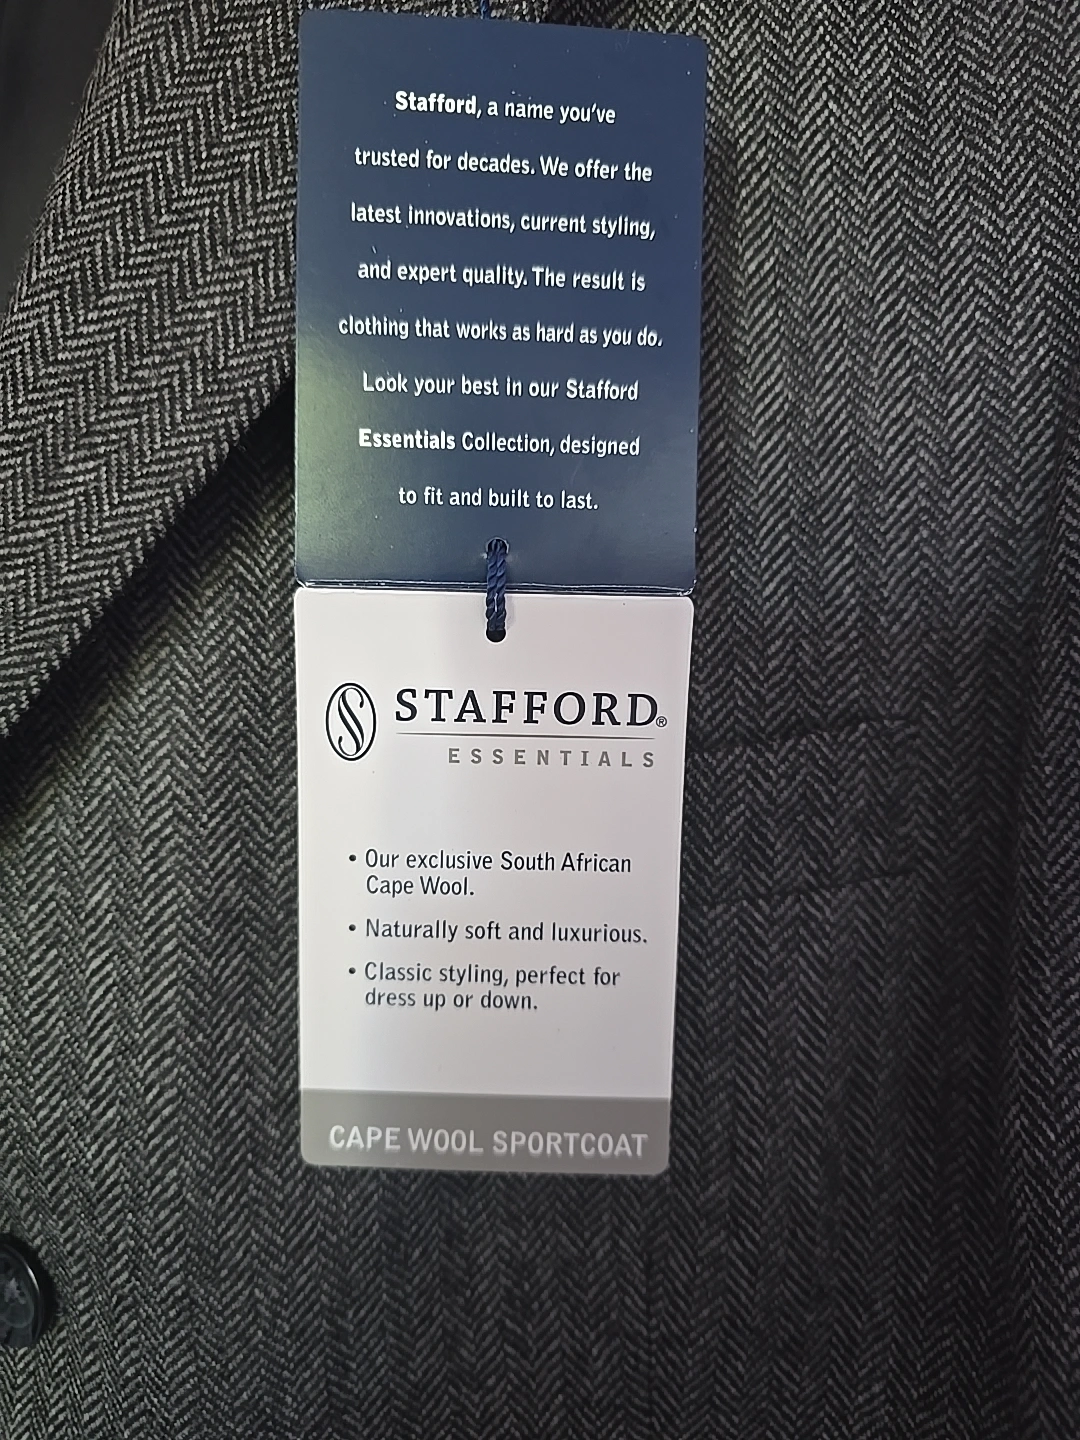 Stafford, a name you've
trusted for decades. We offer the
latest innovations, current styling,
and expert quality. The result is
clothing that works as hard as you do.
Look your best in our Stafford
Essentials Collection, designed
to fit and built to last.
STAFFORD®
ESSENTIALS
• Our exclusive South African
Cape Wool.
• Naturally soft and luxurious.
• Classic styling, perfect for
dress up or down.
CAPE WOOL SPORTCOAT